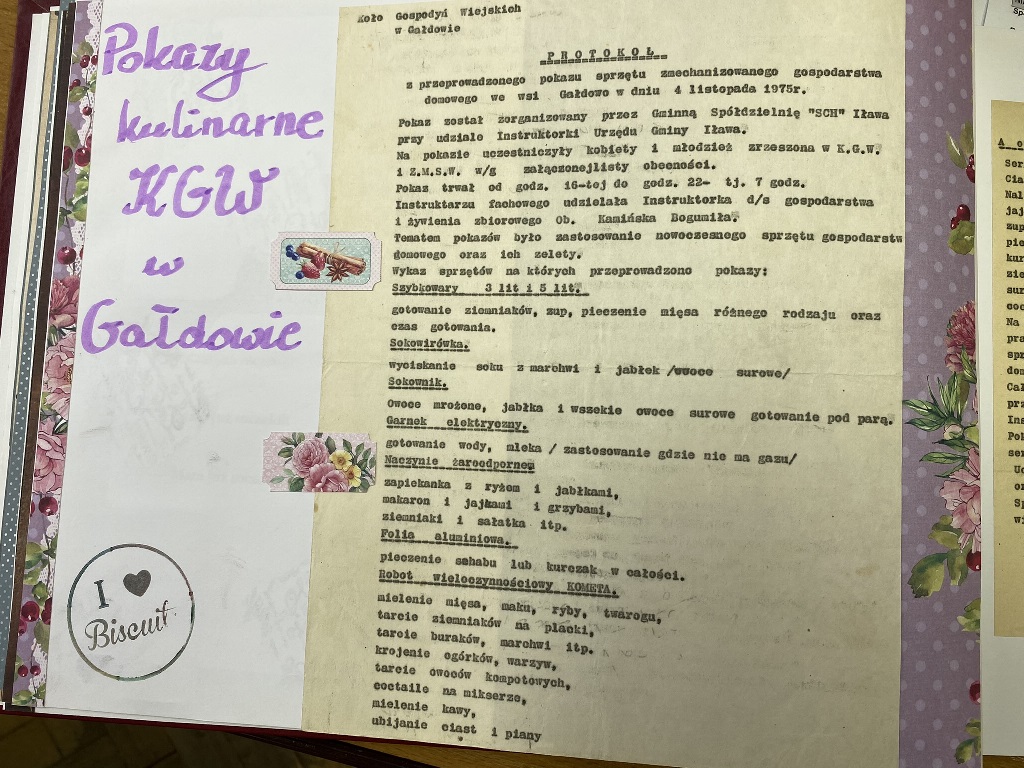 Pokazy
kulinarne
KGW
w
Gałdowie
I
Biscuit
Koło Gospodyń Wiejskich
w Gałdowie
PROTOKOŁ
z przeprowadzonego pokazu sprzętu zmechanizowanego gospodarstwa
domowego we wsi Gałdowo w dniu 4 listopada 1975r.
Pokaz został zorganizowany przez Gminną Spółdzielnię "SCH" Iława
przy udziale Instruktorki Urzędu Gminy Iława.
Na pokazie uczestniczyły kobiety i młodzież zrzeszona w K.G.W.
i Z.M.S.W. w/g załączonejlisty obecności.
Pokaz trwał od godz. 16-tej do godz. 22- tj. 7 godz.
Instruktarzu fachowego udzielała Instruktorka d/s gospodarstwa
i żywienia zbiorowego Ob. Kamińska Bogumiła.
Tematem pokazów było zastosowanie nowoczesnego sprzętu gospodarstw
domowego oraz ich zelety.
Wykaz sprzętów na których przeprowadzono pokazy:
Szybkowary 3 lit i 5 lit.
gotowanie ziemniaków, zup, pieczenie mięsa różnego rodzaju oraz
czas gotowania.
Sokowirówka.
wyciskanie soku z marchwi i jabłek /owoce surowe/
Sokownik.
Owoce mrożone, jabłka i wszekie owoce surowe gotowanie pod parą.
Garnek elektryczny.
gotowanie wody, mleka / zastosowanie gdzie nie ma gazu/
Naczynie żaroodpornem
zapiekanka z ryżem i jabłkami,
makaron i jajkami i grzybami,
ziemniaki i sałatka itp.
Folia aluminiowa.
pieczenie schabu lub kurczak w całości.
Robot wieloczynnościowy KOMETA.
mielenie mięsa, maku, ryby, twarogu,
tarcie ziemniaków na placki,
tarcie buraków, marchwi itp.
krojenie ogórków, warzyw,
tarcie owoców kompotowych,
coctaile na mikserze,
mielenie kawy,
ubijanie ciast i piany